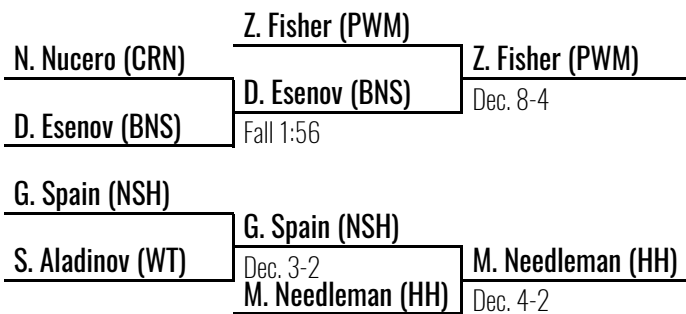 Z. Fisher (PWM)
N. Nucero (CRN)
Z. Fisher (PWM)
D. Esenov (BNS)
Dec. 8-4
D. Esenov (BNS)
Fall 1:56
G. Spain (NSH)
G. Spain (NSH)
S. Aladinov (WT)
Dec. 3-2
M. Needleman (HH)
M. Needleman (HH)
Dec. 4-2